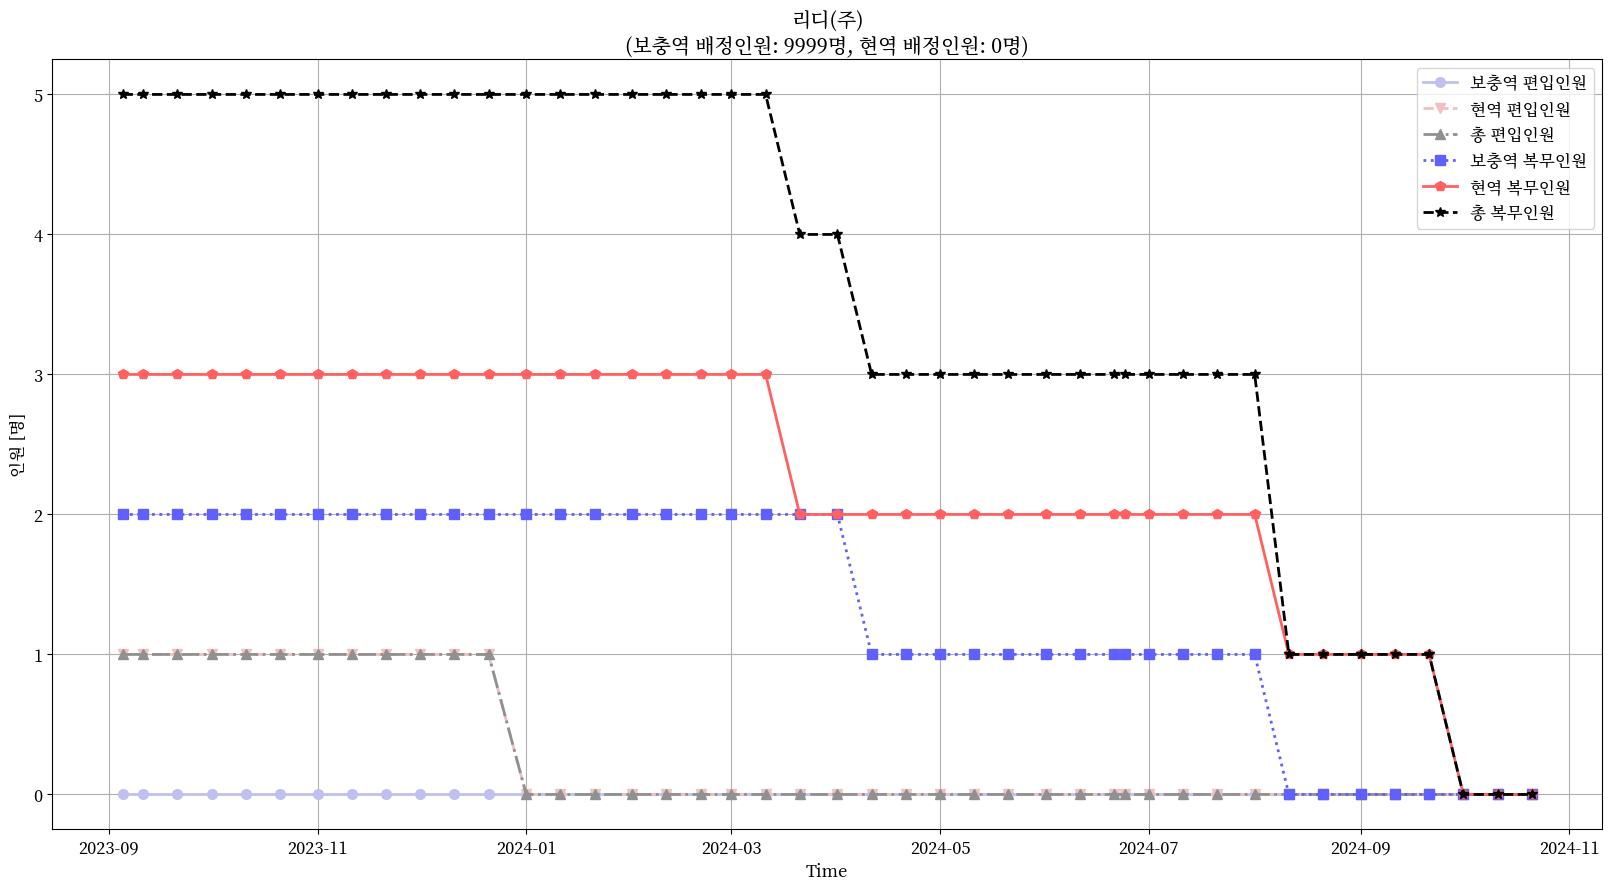 리디(주)
(보충역 배정인원: 9999명, 현역 배정인원: 0명)
보충역 편입인원
현역 편입인원
총 편입인원
보충역 복무인원
현역 복무인원
총 복무인원
인원 [명]
5
4
3
2
1
0
2023-09
2023-11
2024-01
2024-03
2024-05
2024-07
2024-09
2024-11
Time